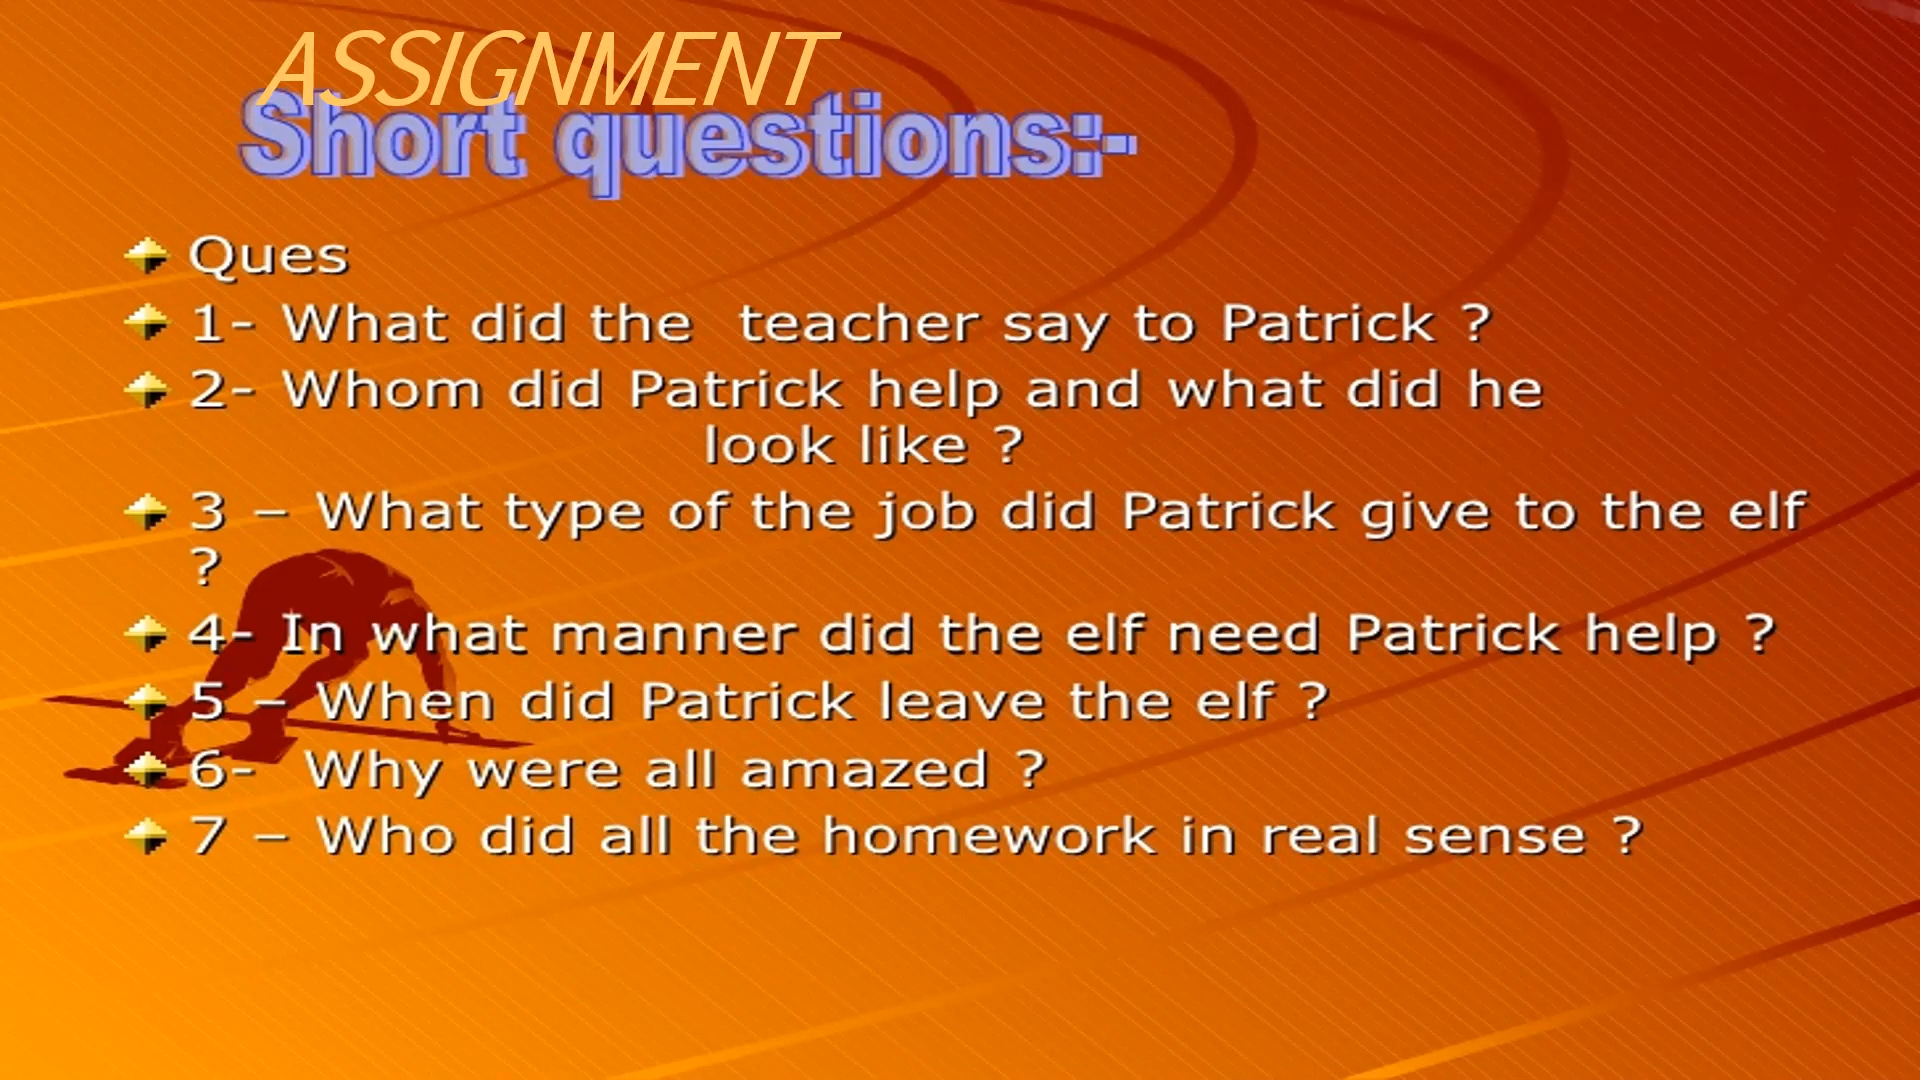 ASSIGNMENT
Short questions:-
Ques
1- What did the teacher say to Patrick ?
2- Whom did Patrick help and what did he
look like ?
3 – What type of the job did Patrick give to the elf
?
4- In what manner did the elf need Patrick help ?
5 – When did Patrick leave the elf ?
6- Why were all amazed ?
7 – Who did all the homework in real sense ?